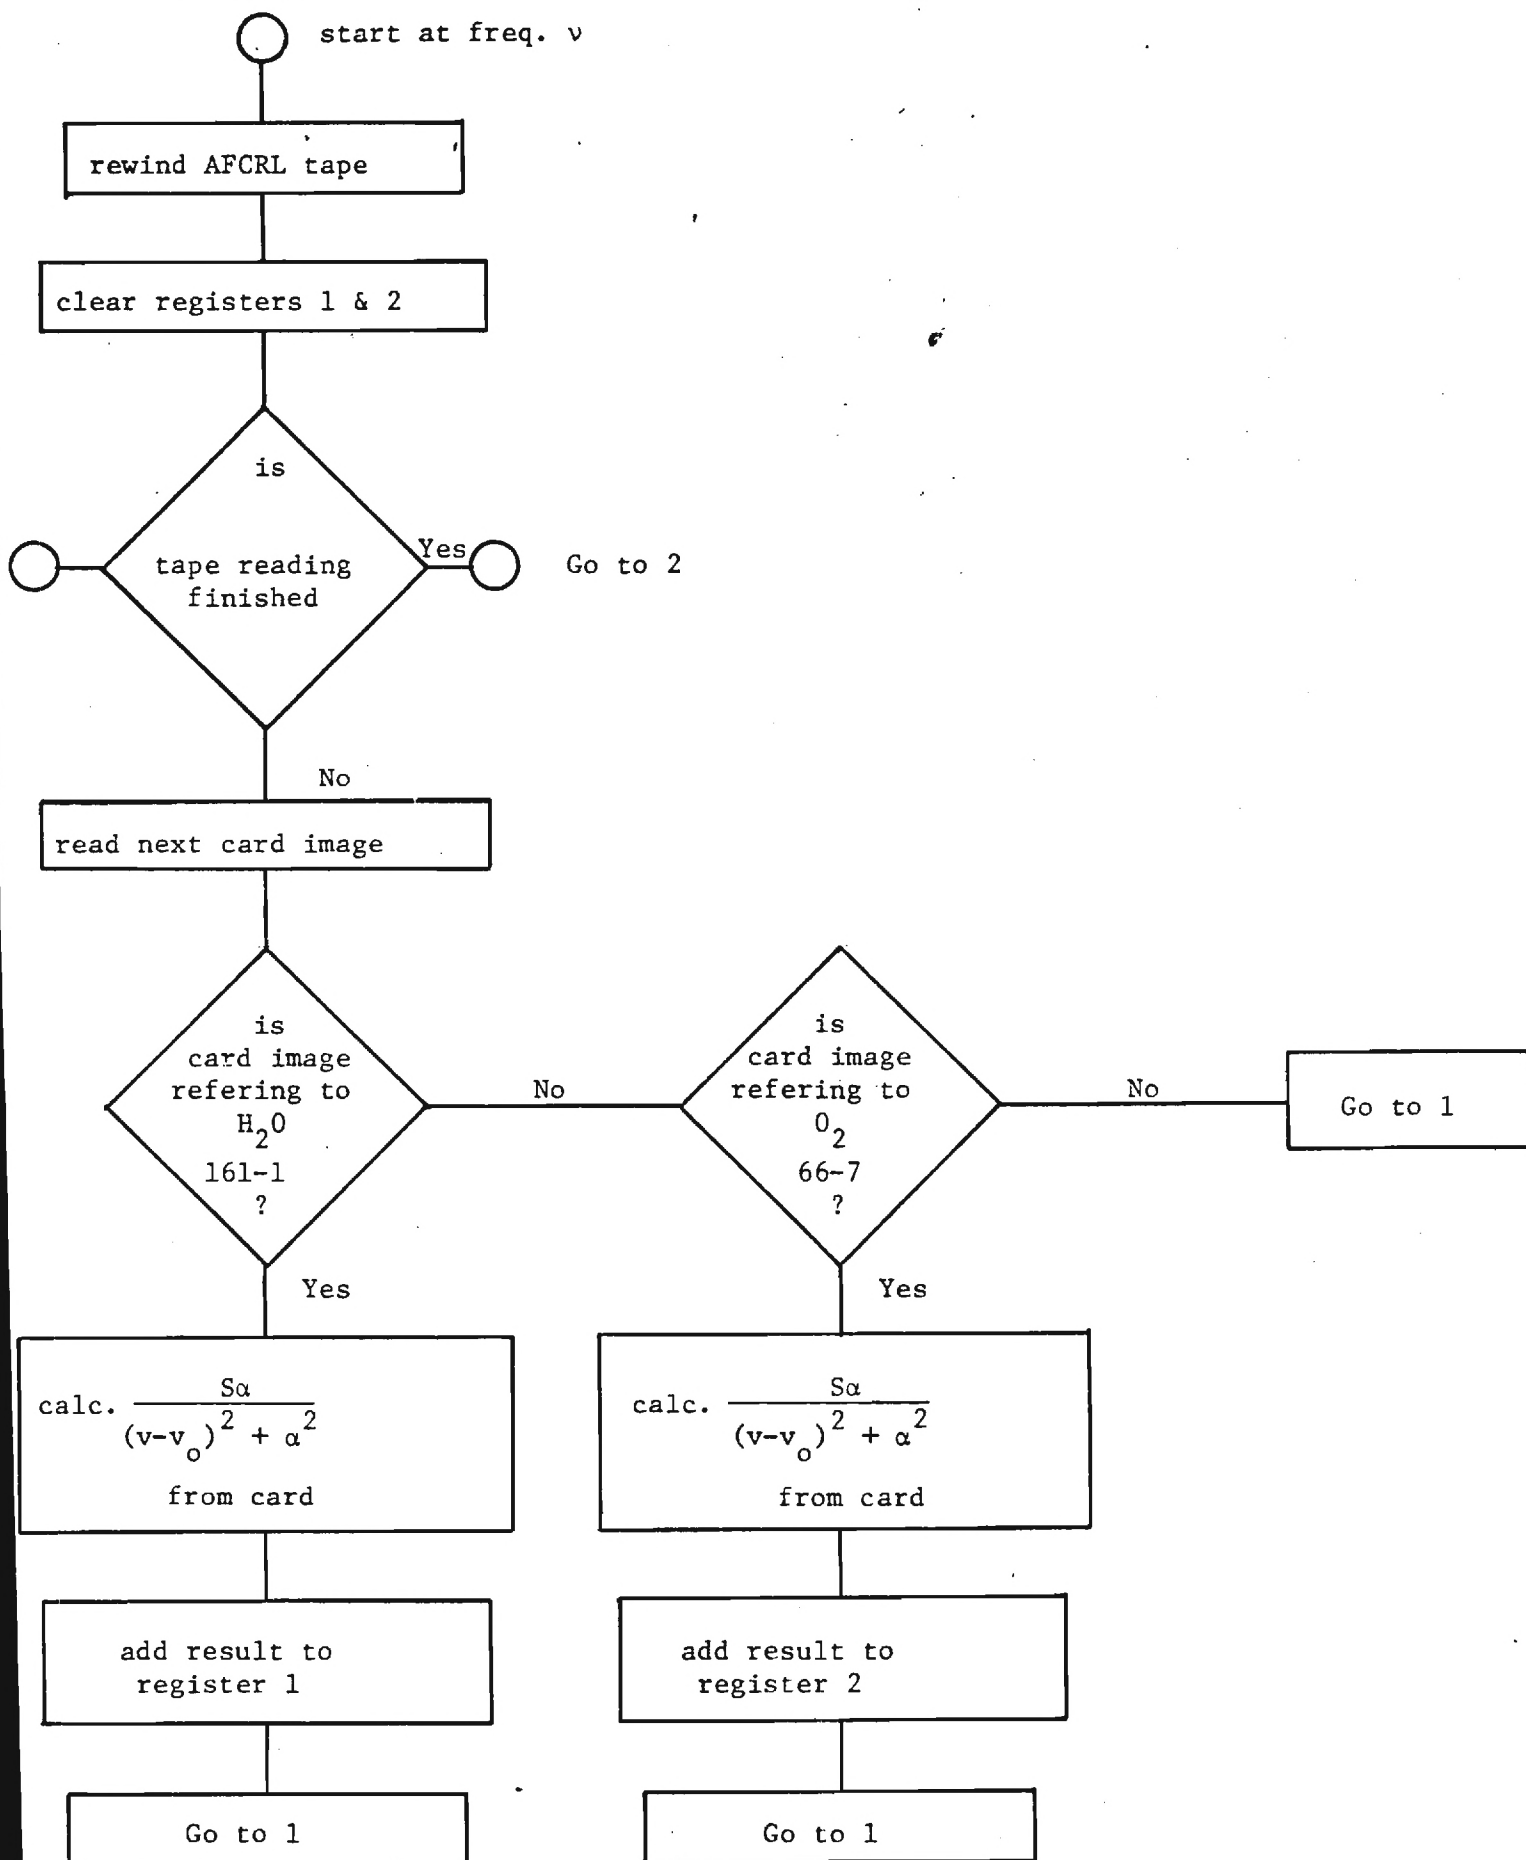 start at freq. ν
rewind AFCRL tape
clear registers 1 & 2
is
tape reading
finished
Yes
Go to 2
No
read next card image
is
card image
refering to
H₂O
161-1
?
No
is
card image
refering to
O₂
66-7
?
No
Go to 1
Yes
Yes
calc. Sα / (v-v₀)² + α²
from card
calc. Sα / (v-v₀)² + α²
from card
add result to
register 1
add result to
register 2
Go to 1
Go to 1